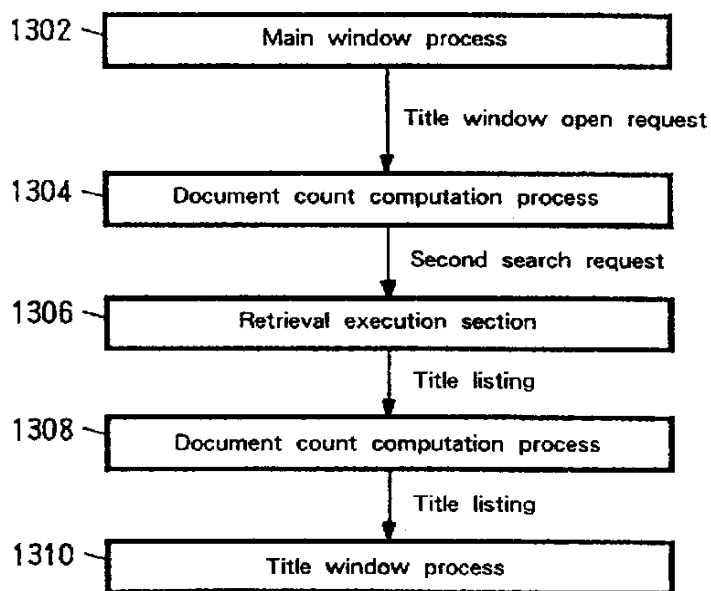 1302 Main window process
Title window open request
1304 Document count computation process
Second search request
1306 Retrieval execution section
Title listing
1308 Document count computation process
Title listing
1310 Title window process